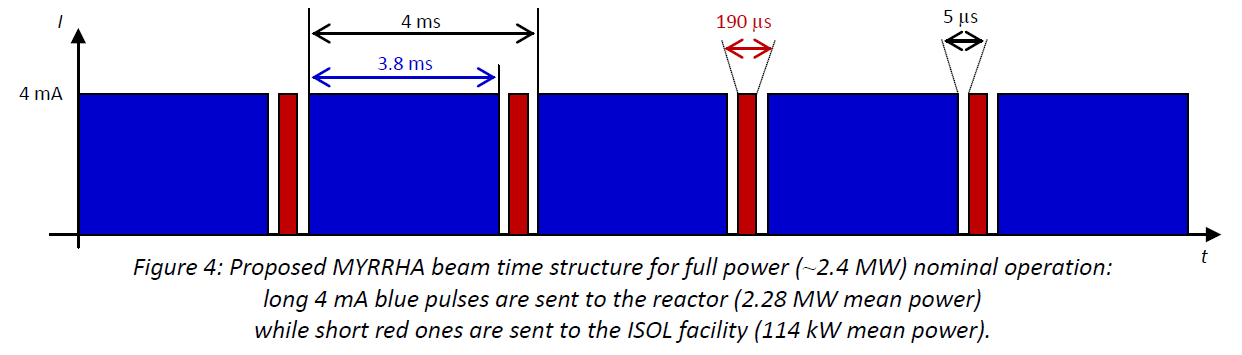 I
4 ms
190 µs
5 µs
3.8 ms
4 mA
t
Figure 4: Proposed MYRRHA beam time structure for full power (~2.4 MW) nominal operation:
long 4 mA blue pulses are sent to the reactor (2.28 MW mean power)
while short red ones are sent to the ISOL facility (114 kW mean power).